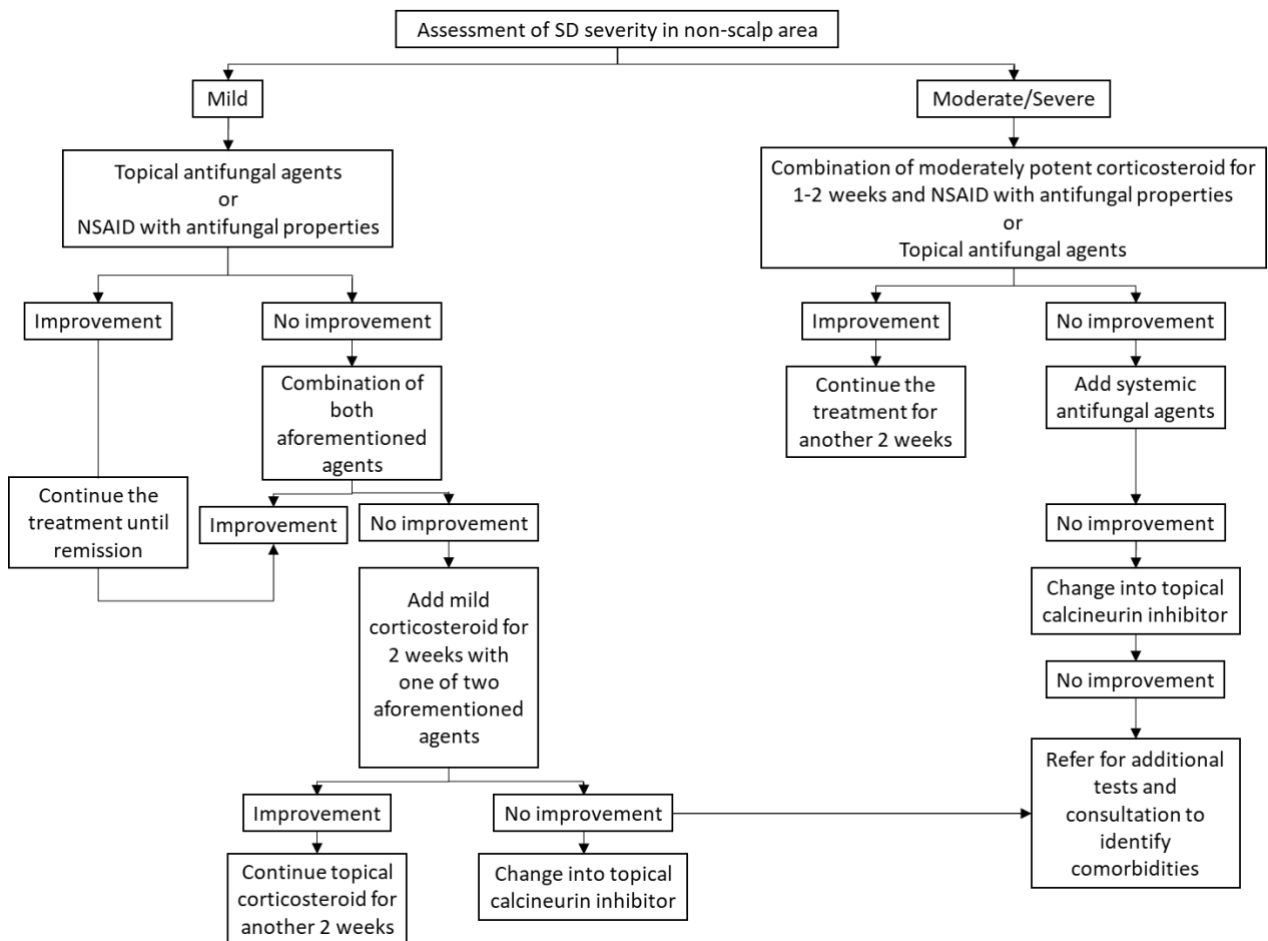 Assessment of SD severity in non-scalp area
Mild
Moderate/Severe
Topical antifungal agents
or
NSAID with antifungal properties
Combination of moderately potent corticosteroid for
1-2 weeks and NSAID with antifungal properties
or
Topical antifungal agents
Improvement
No improvement
Improvement
No improvement
Combination of
both
aforementioned
agents
Continue the
treatment for
another 2 weeks
Add systemic
antifungal agents
Continue the
treatment until
remission
Improvement
No improvement
No improvement
Add mild
corticosteroid for
2 weeks with
one of two
aforementioned
agents
Change into topical
calcineurin inhibitor
No improvement
Refer for additional
tests and
consultation to
identify
comorbidities
Improvement
No improvement
Continue topical
corticosteroid for
another 2 weeks
Change into topical
calcineurin inhibitor